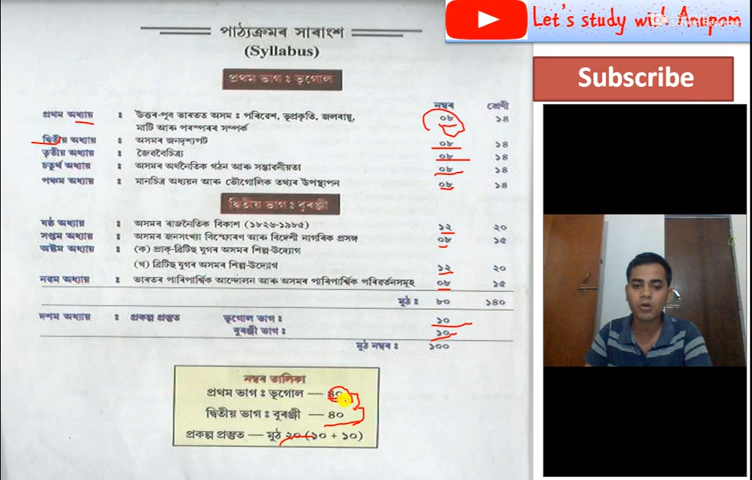 Let's study with Anupam
Subscribe
পাঠ্যক্ৰমৰ সাৰাংশ
(Syllabus)
প্ৰথম ভাগ : ভূগোল
নম্বৰ শ্ৰেণী
প্ৰথম অধ্যায় : উত্তৰ-পূব ভাৰতত অসম : পৰিৱেশ, ভূপ্ৰকৃতি, জলবায়ু, ০৮ ১৪
মাটি আৰু পৰস্পৰৰ সম্পৰ্ক
দ্বিতীয় অধ্যায় : অসমৰ জনদৃশ্যপট ০৮ ১৪
তৃতীয় অধ্যায় : জৈৱবৈচিত্ৰ্য ০৮ ১৪
চতুৰ্থ অধ্যায় : অসমৰ অৰ্থনৈতিক গঠন আৰু সম্ভাৱনীয়তা ০৮ ১৪
পঞ্চম অধ্যায় : মানচিত্ৰ অধ্যয়ন আৰু ভৌগোলিক তথ্যৰ উপস্থাপন ০৮ ১৪
দ্বিতীয় ভাগ : বুৰঞ্জী
ষষ্ঠ অধ্যায় : অসমৰ ৰাজনৈতিক বিকাশ (১৮২৬-১৯৮৫) ১২ ২০
সপ্তম অধ্যায় : অসমৰ জনসংখ্যা বিস্ফোৰণ আৰু বিদেশী নাগৰিক প্ৰসঙ্গ ০৮ ১৫
অষ্টম অধ্যায় : (ক) প্ৰাক্-ব্ৰিটিছ যুগৰ অসমৰ শিল্প-উদ্যোগ
(খ) ব্ৰিটিছ যুগৰ অসমৰ শিল্প-উদ্যোগ ১২ ২০
নৱম অধ্যায় : ভাৰতৰ পাৰিপাৰ্শ্বিক আন্দোলন আৰু অসমৰ পাৰিপাৰ্শ্বিক পৰিৱৰ্তনসমূহ ০৮ ১৫
মুঠ : ৮০ ১৪০
দশম অধ্যায় : প্ৰকল্প প্ৰস্তুত ভূগোল ভাগ : ১০
বুৰঞ্জী ভাগ : ১০
মুঠ নম্বৰ : ১০০
নম্বৰ তালিকা
প্ৰথম ভাগ : ভূগোল — ৪০
দ্বিতীয় ভাগ : বুৰঞ্জী — ৪০
প্ৰকল্প প্ৰস্তুত — মুঠ ২০ (১০ + ১০)